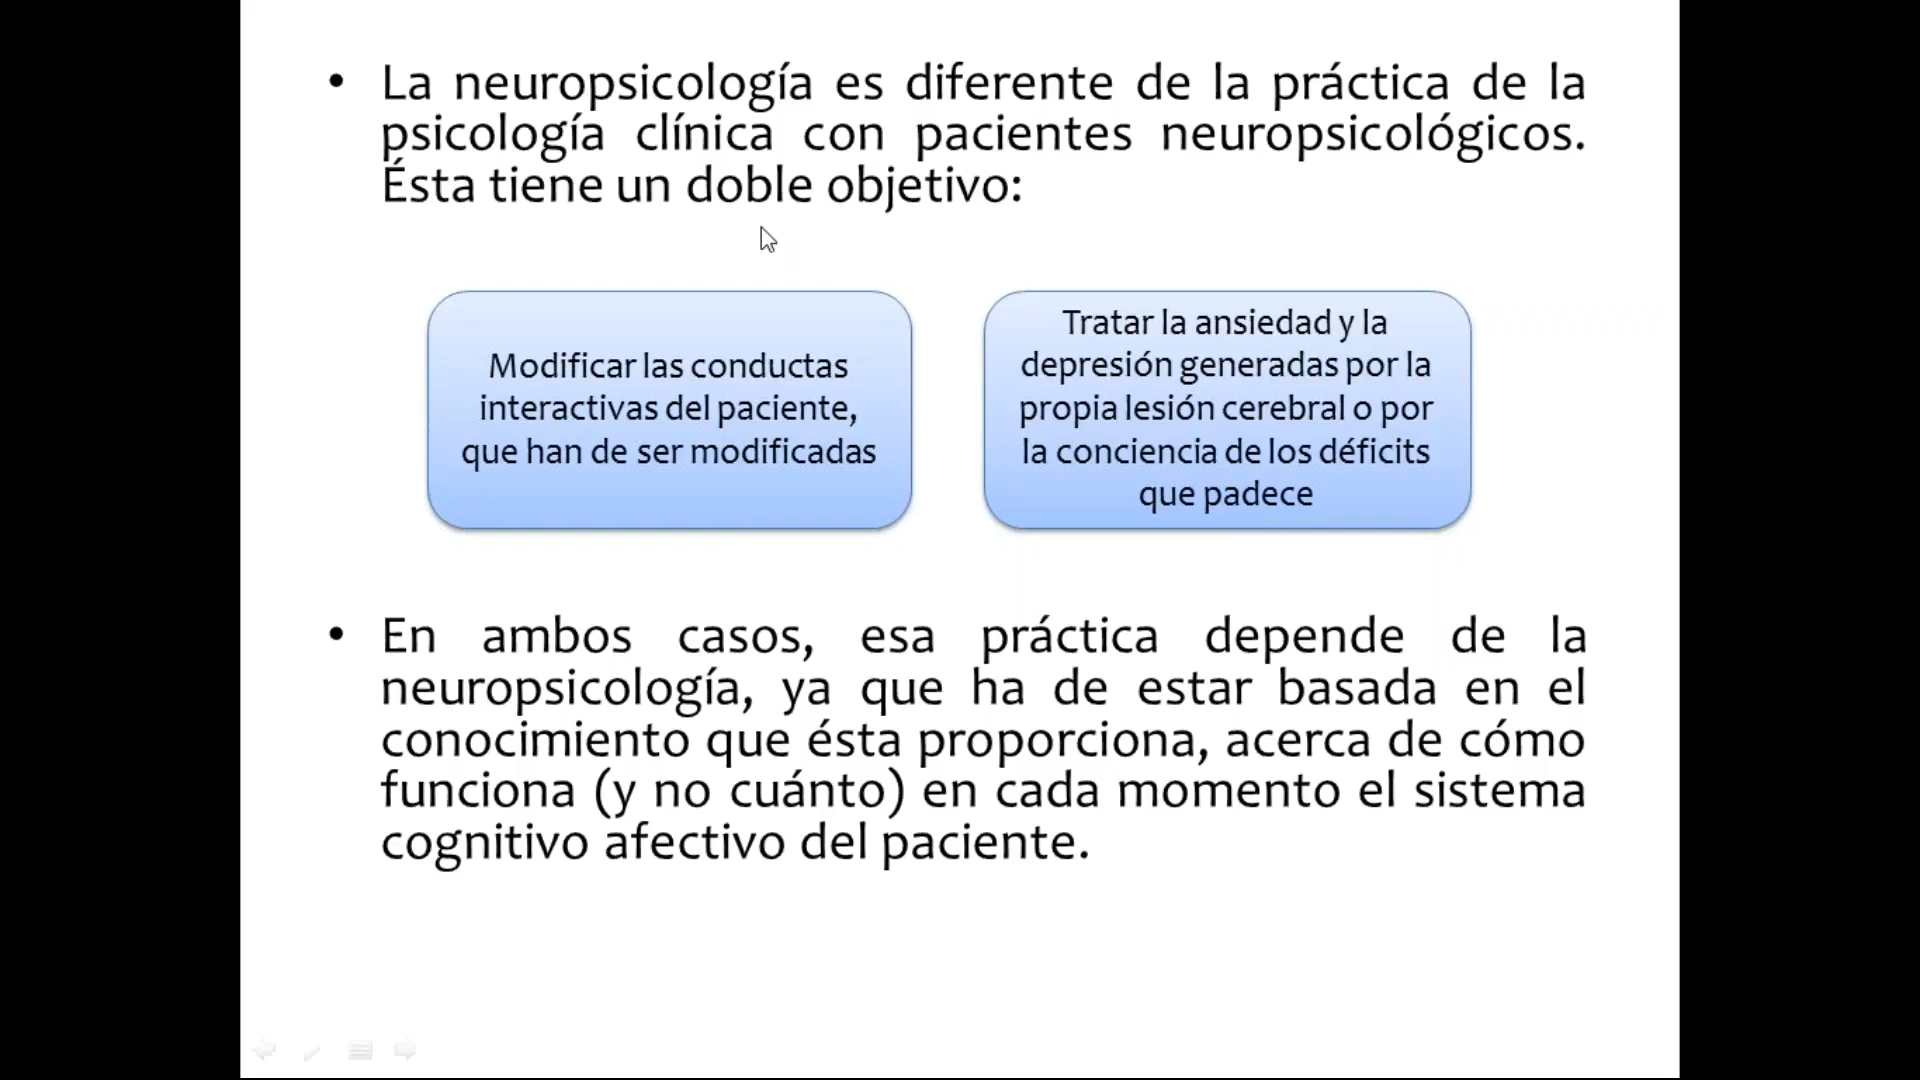 • La neuropsicología es diferente de la práctica de la
psicología clínica con pacientes neuropsicológicos.
Ésta tiene un doble objetivo:
Modificar las conductas
interactivas del paciente,
que han de ser modificadas
Tratar la ansiedad y la
depresión generadas por la
propia lesión cerebral o por
la conciencia de los déficits
que padece
• En ambos casos, esa práctica depende de la
neuropsicología, ya que ha de estar basada en el
conocimiento que ésta proporciona, acerca de cómo
funciona (y no cuánto) en cada momento el sistema
cognitivo afectivo del paciente.